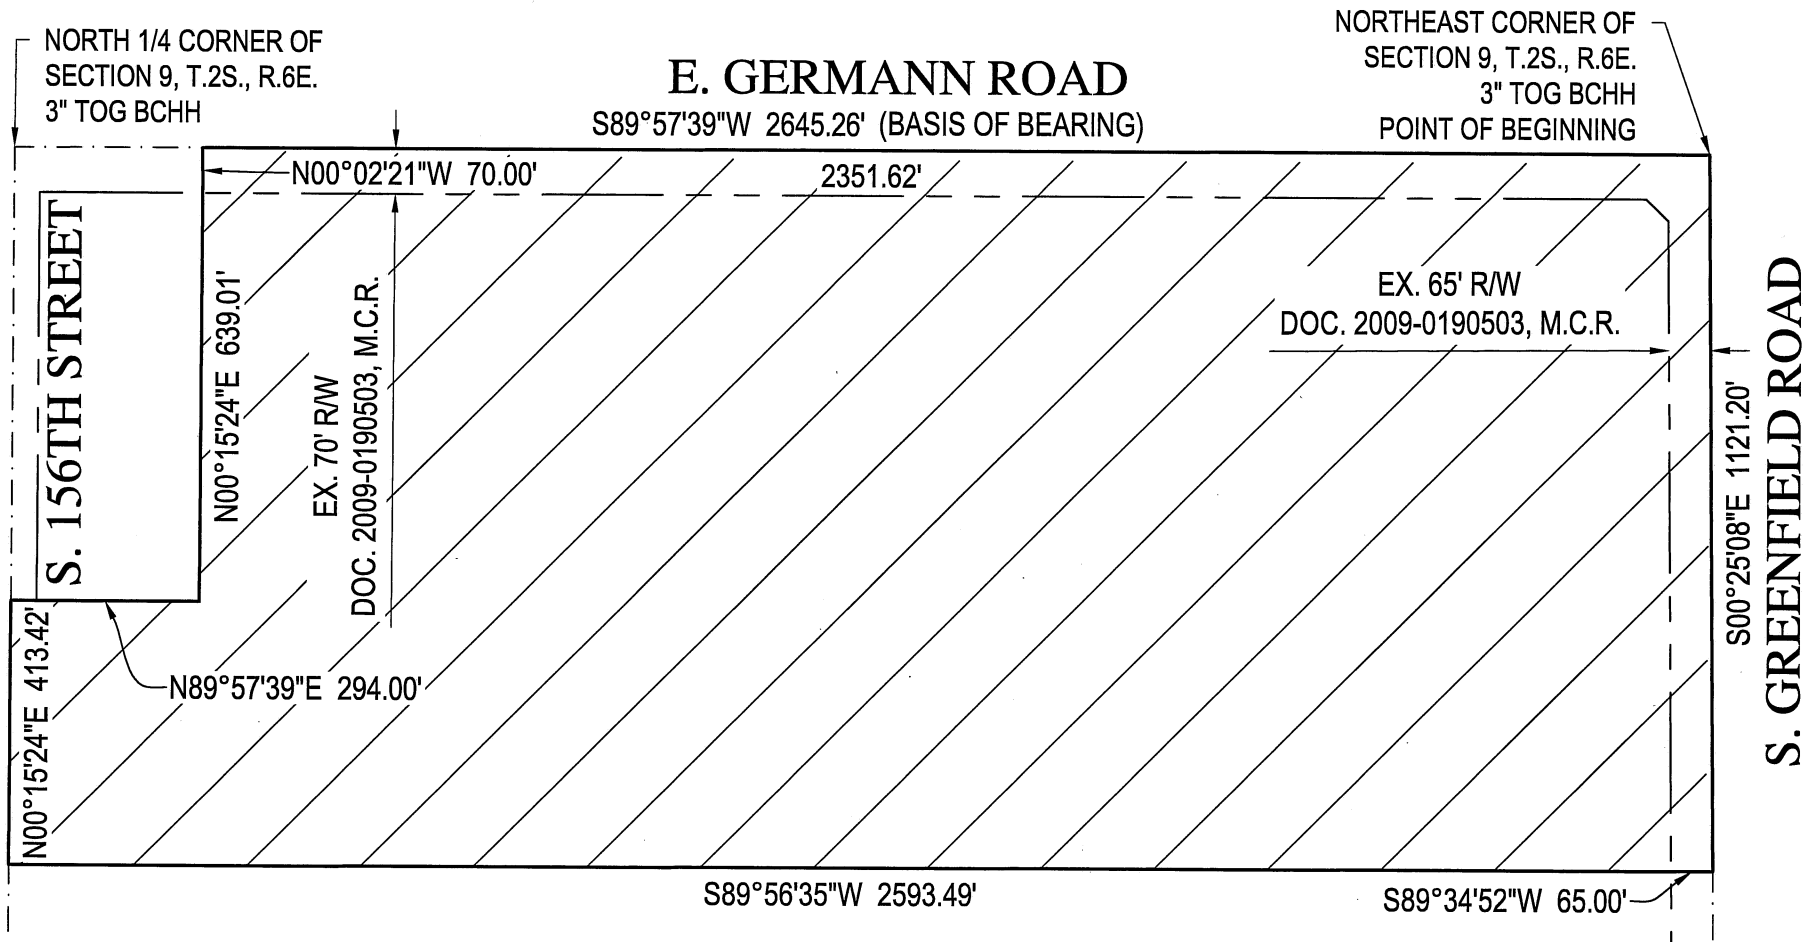 NORTH 1/4 CORNER OF
SECTION 9, T.2S., R.6E.
3" TOG BCHH
E. GERMANN ROAD
S89°57'39"W 2645.26' (BASIS OF BEARING)
NORTHEAST CORNER OF
SECTION 9, T.2S., R.6E.
3" TOG BCHH
POINT OF BEGINNING
N00°02'21"W 70.00'
2351.62'
S. 156TH STREET
N00°15'24"E 639.01'
EX. 70' R/W
DOC. 2009-0190503, M.C.R.
EX. 65' R/W
DOC. 2009-0190503, M.C.R.
S00°25'08"E 1121.20'
S. GREENFIELD ROAD
N00°15'24"E 413.42'
N89°57'39"E 294.00'
S89°56'35"W 2593.49'
S89°34'52"W 65.00'